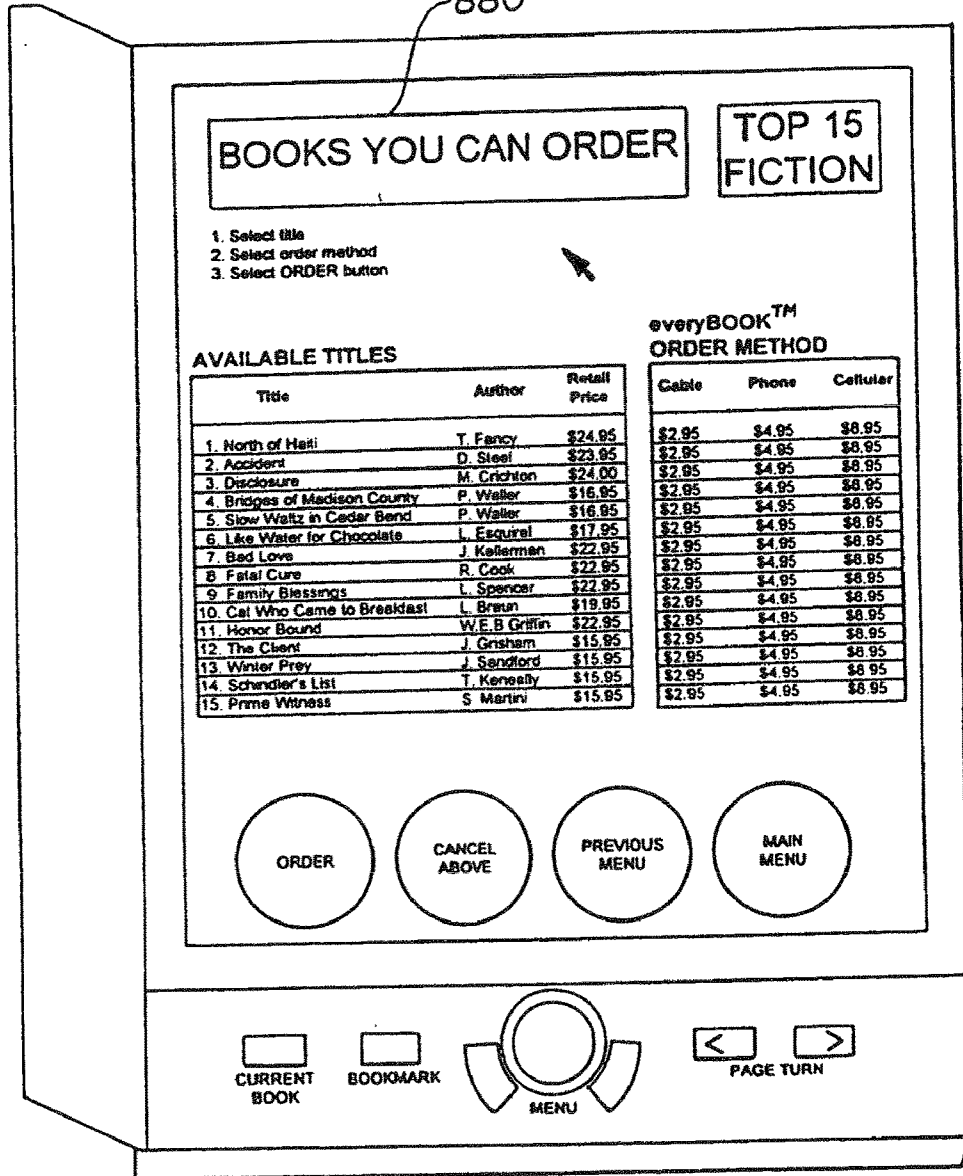 880
BOOKS YOU CAN ORDER
TOP 15
FICTION
1. Select title
2. Select order method
3. Select ORDER button
everyBOOK™
ORDER METHOD
AVAILABLE TITLES
Title Author Retail Price Cable Phone Cellular
1. North of Haiti T. Fancy $24.95 $2.95 $4.95 $8.95
2. Accident D. Steel $23.95 $2.95 $4.95 $8.95
3. Disclosure M. Crichton $24.00 $2.95 $4.95 $8.95
4. Bridges of Madison County P. Waller $16.95 $2.95 $4.95 $8.95
5. Slow Waltz in Cedar Bend P. Waller $16.95 $2.95 $4.95 $8.95
6. Like Water for Chocolate L. Esquirel $17.95 $2.95 $4.95 $8.95
7. Bad Love J. Kellerman $22.95 $2.95 $4.95 $8.95
8 Fatal Cure R. Cook $22.95 $2.95 $4.95 $8.95
9 Family Blessings L. Spencer $22.95 $2.95 $4.95 $8.95
10. Cat Who Came to Breakfast L. Braun $19.95 $2.95 $4.95 $8.95
11. Honor Bound W.E.B Griffin $22.95 $2.95 $4.95 $8.95
12. The Client J. Grisham $15.95 $2.95 $4.95 $8.95
13. Winter Prey J. Sandford $15.95 $2.95 $4.95 $8.95
14. Schindler's List T. Keneally $15.95 $2.95 $4.95 $8.95
15. Prime Witness S Martini $15.95 $2.95 $4.95 $8.95
ORDER
CANCEL
ABOVE
PREVIOUS
MENU
MAIN
MENU
CURRENT
BOOK
BOOKMARK
MENU
< >
PAGE TURN